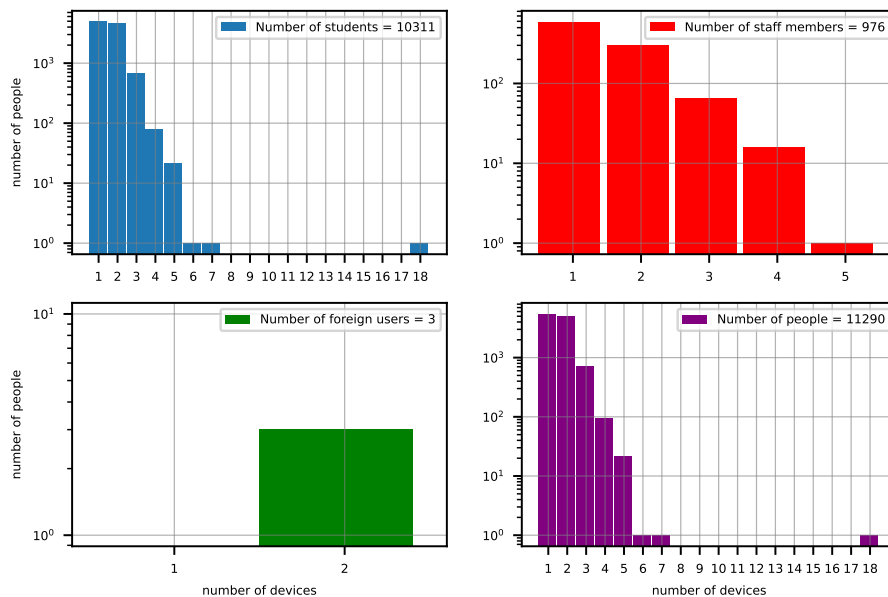 Number of students = 10311
number of people
10³
10²
10¹
10⁰
1 2 3 4 5 6 7 8 9 10 11 12 13 14 15 16 17 18
Number of staff members = 976
10²
10¹
10⁰
1 2 3 4 5
Number of foreign users = 3
number of people
10¹
10⁰
1 2
number of devices
Number of people = 11290
10³
10²
10¹
10⁰
1 2 3 4 5 6 7 8 9 10 11 12 13 14 15 16 17 18
number of devices